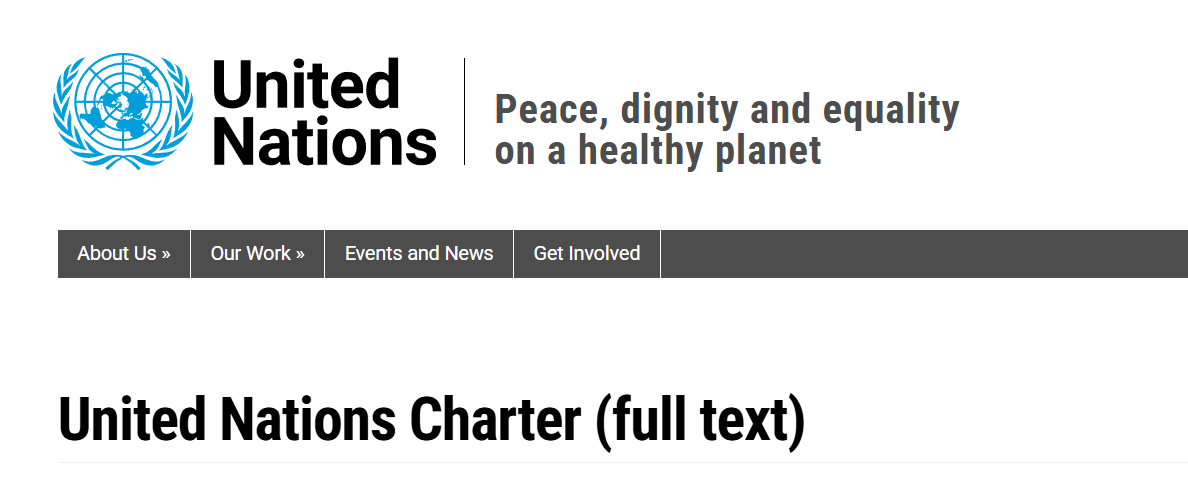 United
Nations
Peace, dignity and equality
on a healthy planet
About Us » Our Work » Events and News Get Involved
United Nations Charter (full text)